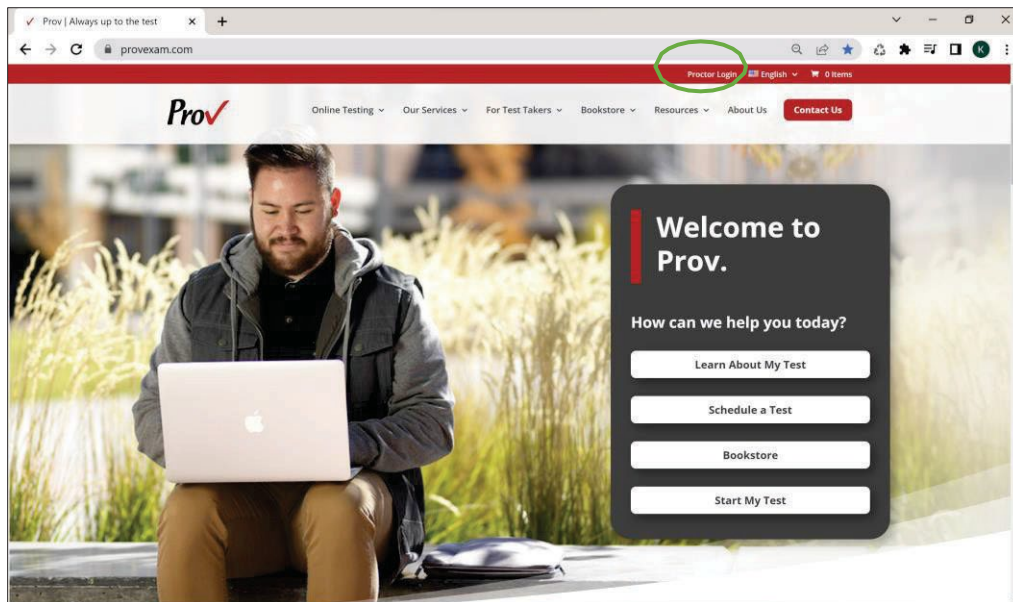 Prov | Always up to the test
provexam.com
K
Proctor Login English 0 Items
Prov
Online Testing Our Services For Test Takers Bookstore Resources About Us Contact Us
Welcome to
Prov.
How can we help you today?
Learn About My Test
Schedule a Test
Bookstore
Start My Test